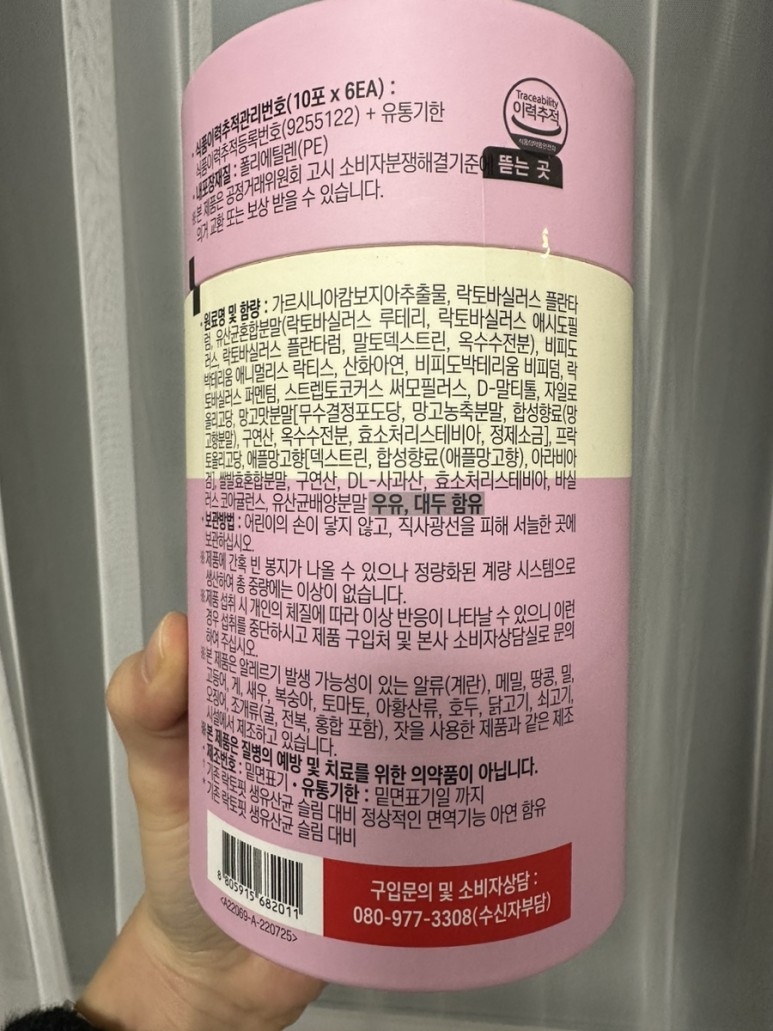 · 식품이력추적관리번호(10포 x 6EA) :
식품이력추적등록번호(9255122) + 유통기한
· 내포장재질 : 폴리에틸렌(PE)
※본 제품은 공정거래위원회 고시 소비자분쟁해결기준에
의거 교환 또는 보상 받을 수 있습니다.
Traceability
이력추적
식품의약품안전처
뜯는 곳
· 원료명 및 함량 : 가르시니아캄보지아추출물, 락토바실러스 플란타
럼, 유산균혼합분말(락토바실러스 루테리, 락토바실러스 애시도필
러스, 락토바실러스 플란타럼, 말토덱스트린, 옥수수전분), 비피도
박테리움 애니멀리스 락티스, 산화아연, 비피도박테리움 비피덤, 락
토바실러스 퍼멘텀, 스트렙토코커스 써모필러스, D-말티톨, 자일로
올리고당, 망고맛분말[무수결정포도당, 망고농축분말, 합성향료(망
고향분말), 구연산, 옥수수전분, 효소처리스테비아, 정제소금], 프락
토올리고당, 애플망고향[덱스트린, 합성향료(애플망고향), 아라비아
검], 쌀발효혼합분말, 구연산, DL-사과산, 효소처리스테비아, 바실
러스 코아귤런스, 유산균배양분말 우유, 대두 함유
· 보관방법 : 어린이의 손이 닿지 않고, 직사광선을 피해 서늘한 곳에
보관하십시오.
※제품에 간혹 빈 봉지가 나올 수 있으나 정량화된 계량 시스템으로
생산하여 총 중량에는 이상이 없습니다.
※제품 섭취 시 개인의 체질에 따라 이상 반응이 나타날 수 있으니 이런
경우 섭취를 중단하시고 제품 구입처 및 본사 소비자상담실로 문의
하여 주십시오.
※본 제품은 알레르기 발생 가능성이 있는 알류(계란), 메밀, 땅콩, 밀,
고등어, 게, 새우, 복숭아, 토마토, 아황산류, 호두, 닭고기, 쇠고기,
오징어, 조개류(굴, 전복, 홍합 포함), 잣을 사용한 제품과 같은 제조
시설에서 제조하고 있습니다.
※본 제품은 질병의 예방 및 치료를 위한 의약품이 아닙니다.
· 제조번호 : 밑면표기 · 유통기한 : 밑면표기일 까지
* 기존 락토핏 생유산균 슬림 대비 정상적인 면역기능 아연 함유
* 기존 락토핏 생유산균 슬림 대비
8 805915 682011
<A22069-A-220725>
구입문의 및 소비자상담 :
080-977-3308(수신자부담)